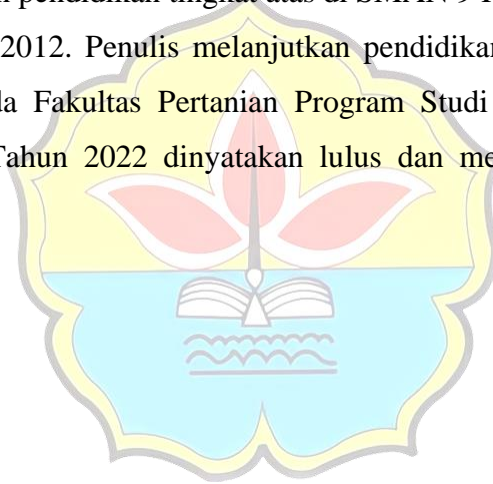 pendidikan tingkat atas di SMAN 9
2012. Penulis melanjutkan pendidikan
Fakultas Pertanian Program Studi
Tahun 2022 dinyatakan lulus dan